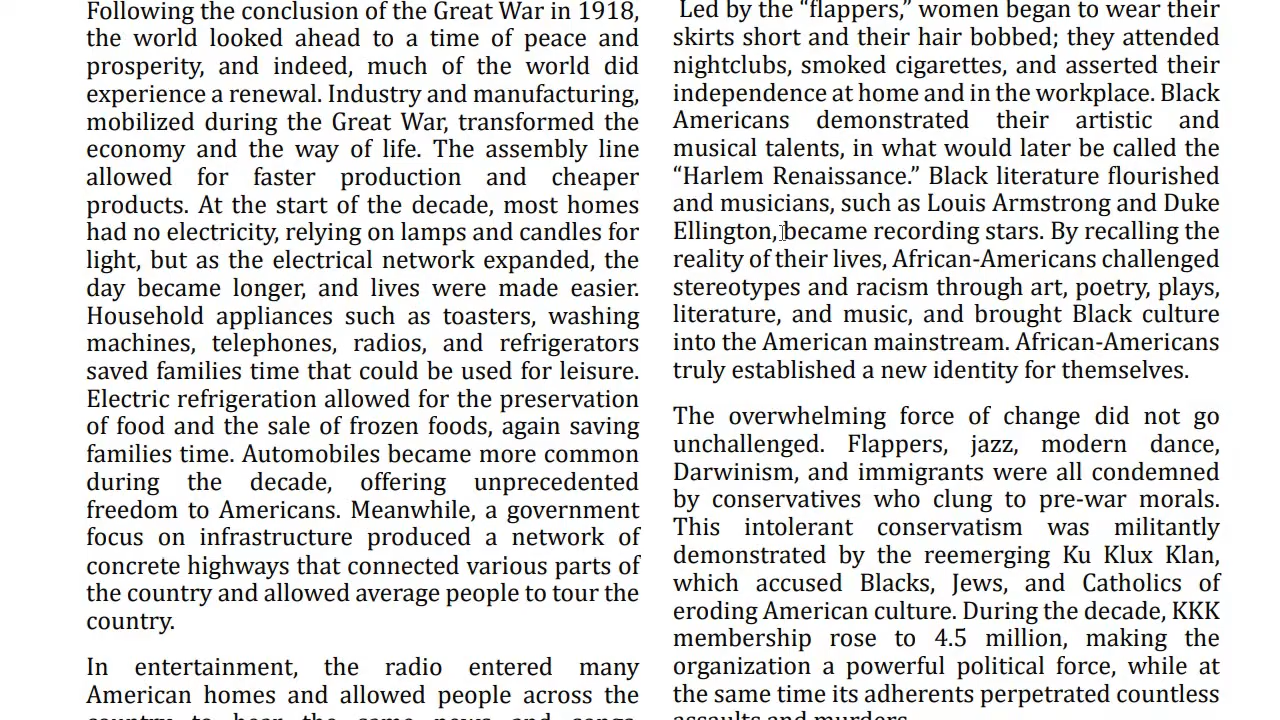 Following the conclusion of the Great War in 1918,
the world looked ahead to a time of peace and
prosperity, and indeed, much of the world did
experience a renewal. Industry and manufacturing,
mobilized during the Great War, transformed the
economy and the way of life. The assembly line
allowed for faster production and cheaper
products. At the start of the decade, most homes
had no electricity, relying on lamps and candles for
light, but as the electrical network expanded, the
day became longer, and lives were made easier.
Household appliances such as toasters, washing
machines, telephones, radios, and refrigerators
saved families time that could be used for leisure.
Electric refrigeration allowed for the preservation
of food and the sale of frozen foods, again saving
families time. Automobiles became more common
during the decade, offering unprecedented
freedom to Americans. Meanwhile, a government
focus on infrastructure produced a network of
concrete highways that connected various parts of
the country and allowed average people to tour the
country.
In entertainment, the radio entered many
American homes and allowed people across the
country to hear the same news and songs.
Led by the “flappers,” women began to wear their
skirts short and their hair bobbed; they attended
nightclubs, smoked cigarettes, and asserted their
independence at home and in the workplace. Black
Americans demonstrated their artistic and
musical talents, in what would later be called the
“Harlem Renaissance.” Black literature flourished
and musicians, such as Louis Armstrong and Duke
Ellington, became recording stars. By recalling the
reality of their lives, African-Americans challenged
stereotypes and racism through art, poetry, plays,
literature, and music, and brought Black culture
into the American mainstream. African-Americans
truly established a new identity for themselves.
The overwhelming force of change did not go
unchallenged. Flappers, jazz, modern dance,
Darwinism, and immigrants were all condemned
by conservatives who clung to pre-war morals.
This intolerant conservatism was militantly
demonstrated by the reemerging Ku Klux Klan,
which accused Blacks, Jews, and Catholics of
eroding American culture. During the decade, KKK
membership rose to 4.5 million, making the
organization a powerful political force, while at
the same time its adherents perpetrated countless
assaults and murders.